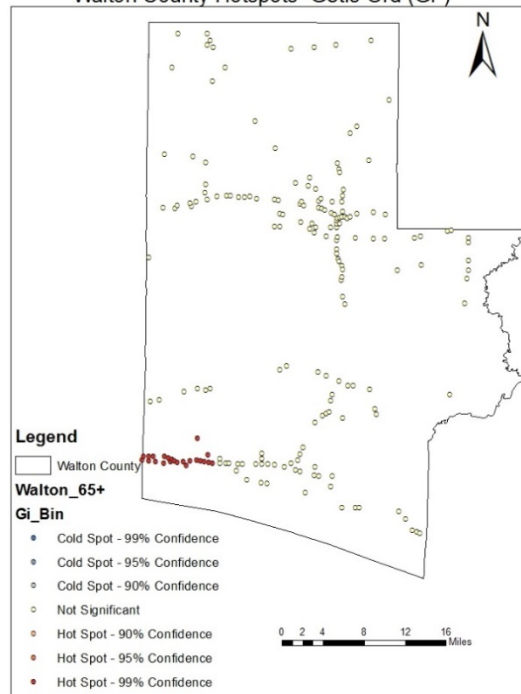 Walton County Hotspots- Getis-Ord (Gi*)
N
Legend
Walton County
Walton_65+
Gi_Bin
Cold Spot - 99% Confidence
Cold Spot - 95% Confidence
Cold Spot - 90% Confidence
Not Significant
Hot Spot - 90% Confidence
Hot Spot - 95% Confidence
Hot Spot - 99% Confidence
0 2 4 8 12 16
Miles